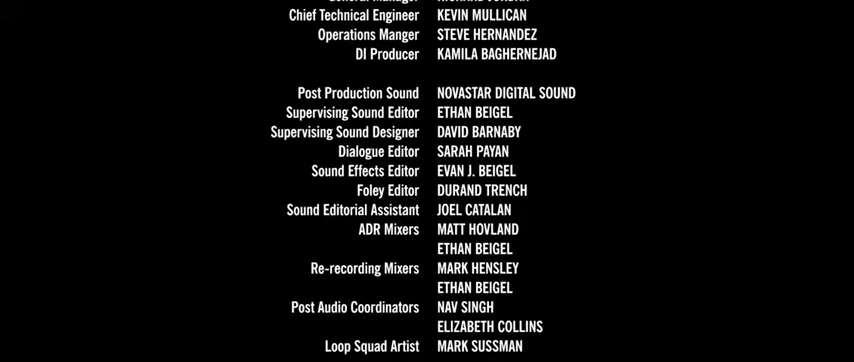 General Manager
Chief Technical Engineer KEVIN MULLICAN
Operations Manger STEVE HERNANDEZ
DI Producer KAMILA BAGHERNEJAD
Post Production Sound NOVASTAR DIGITAL SOUND
Supervising Sound Editor ETHAN BEIGEL
Supervising Sound Designer DAVID BARNABY
Dialogue Editor SARAH PAYAN
Sound Effects Editor EVAN J. BEIGEL
Foley Editor DURAND TRENCH
Sound Editorial Assistant JOEL CATALAN
ADR Mixers MATT HOVLAND
ETHAN BEIGEL
Re-recording Mixers MARK HENSLEY
ETHAN BEIGEL
Post Audio Coordinators NAV SINGH
ELIZABETH COLLINS
Loop Squad Artist MARK SUSSMAN